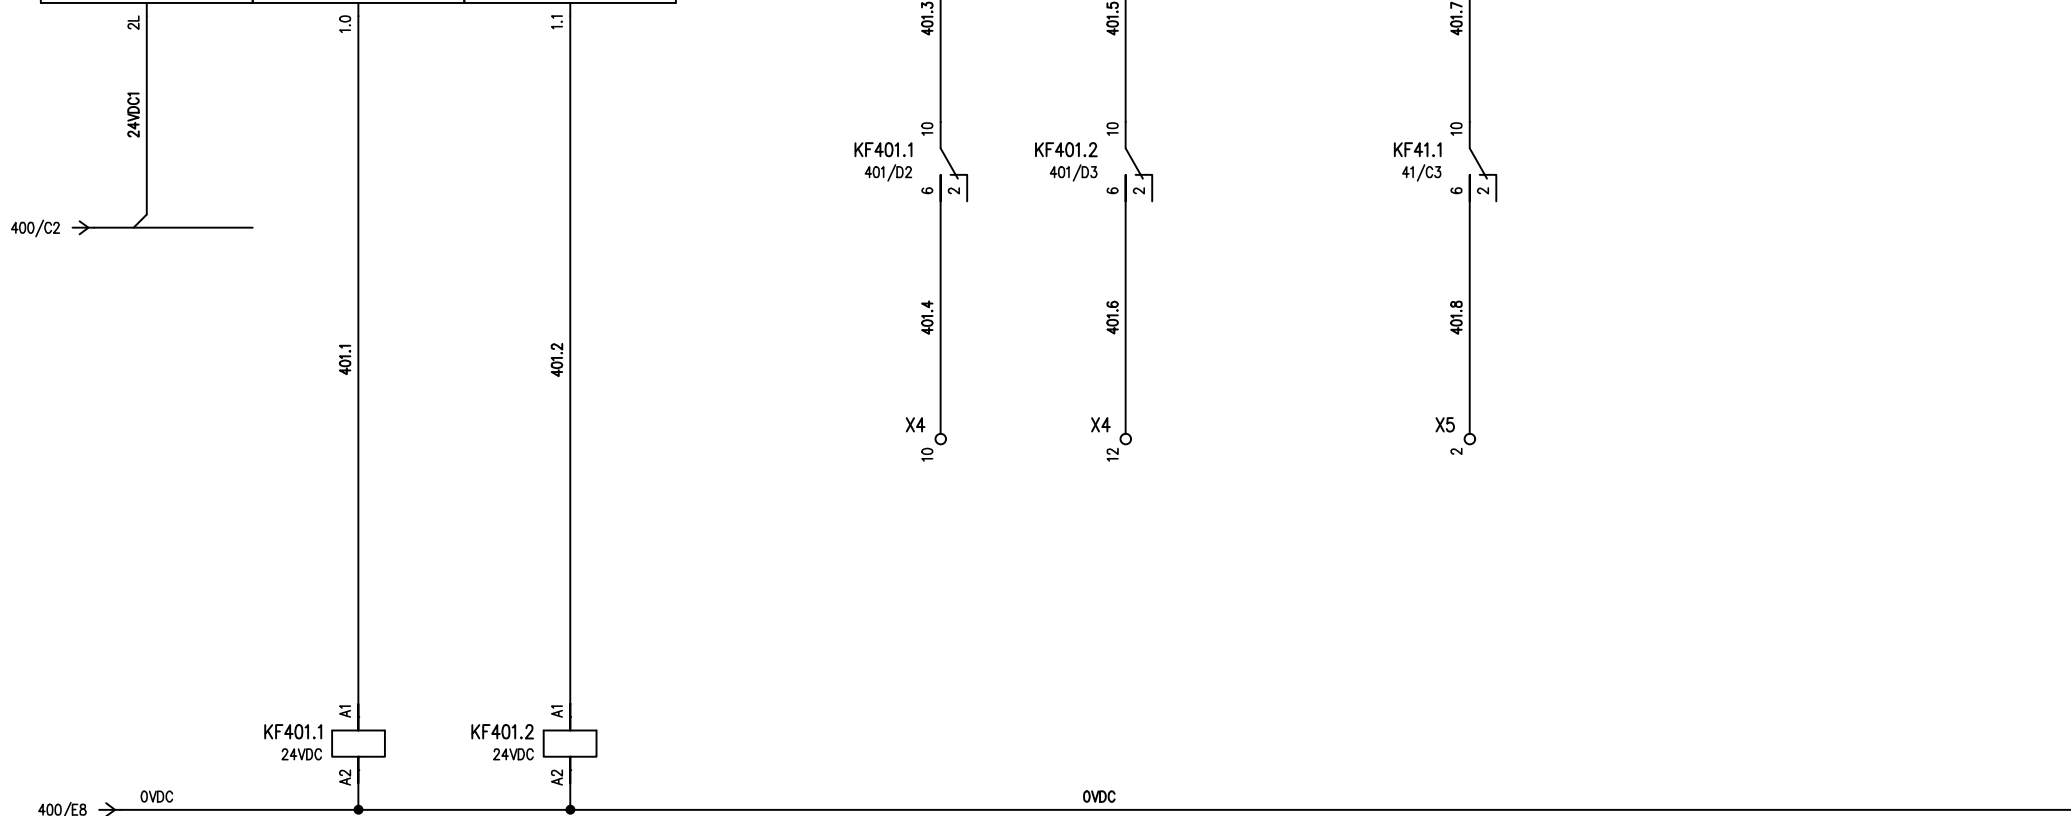 2L
1.0
1.1
401.3
401.5
401.7
24VDC1
10
10
10
KF401.1
KF401.2
KF41.1
401/D2
401/D3
41/C3
6
2
6
2
6
2
400/C2
401.4
401.6
401.8
401.1
401.2
X4
X4
X5
10
12
2
A1
A1
KF401.1
KF401.2
24VDC
24VDC
A2
A2
0VDC
0VDC
400/E8